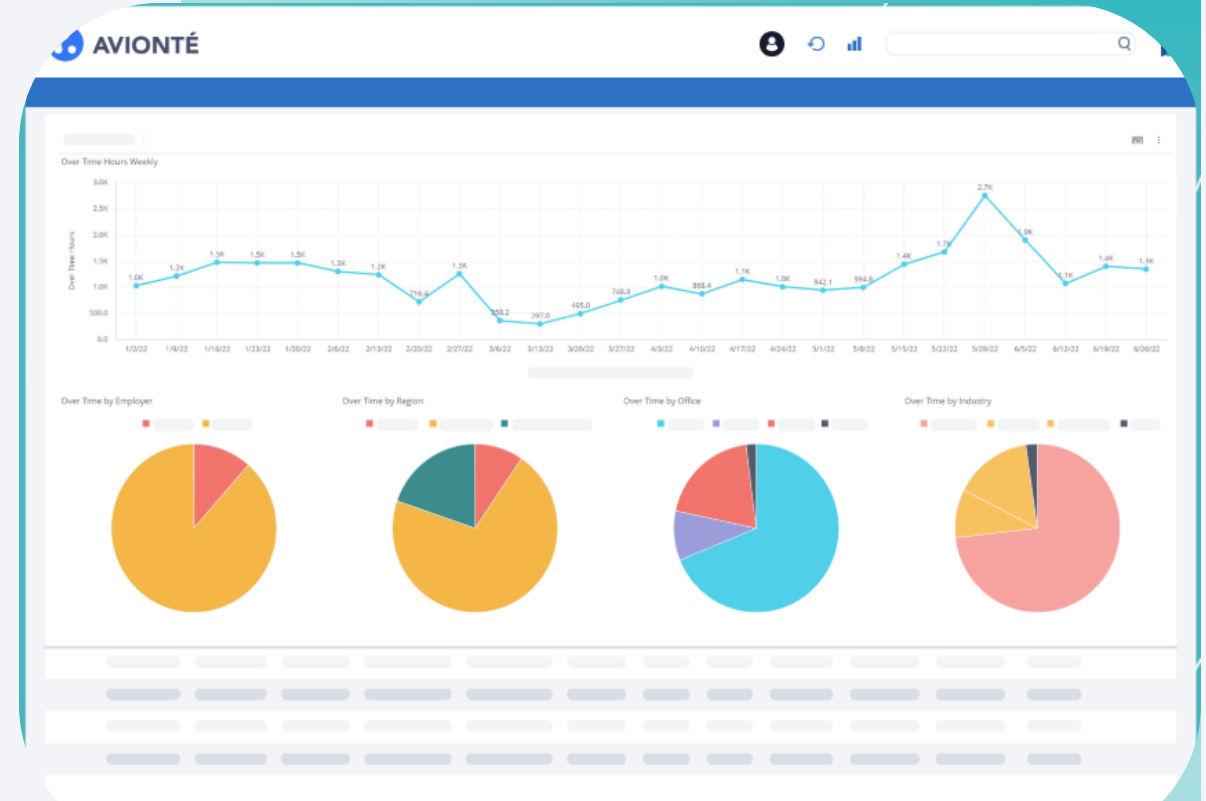 AVIONTÉ
Over Time Hours Weekly
Over Time Hours
3.0K
2.5K
2.0K
1.5K
1.0K
500.0
0.0
1.0K 1.2K 1.5K 1.5K 1.5K 1.3K 1.2K 716.4 1.3K 297.0 495.0 748.8 1.0K 868.4 1.1K 1.0K 942.1 994.8 1.4K 1.7K 2.7K 1.9K 1.1K 1.4K 1.3K
1/2/22 1/9/22 1/16/22 1/23/22 1/30/22 2/6/22 2/13/22 2/20/22 2/27/22 3/6/22 3/13/22 3/20/22 3/27/22 4/3/22 4/10/22 4/17/22 4/24/22 5/1/22 5/8/22 5/15/22 5/22/22 5/29/22 6/5/22 6/12/22 6/19/22 6/26/22
Over Time by Employer Over Time by Region Over Time by Office Over Time by Industry